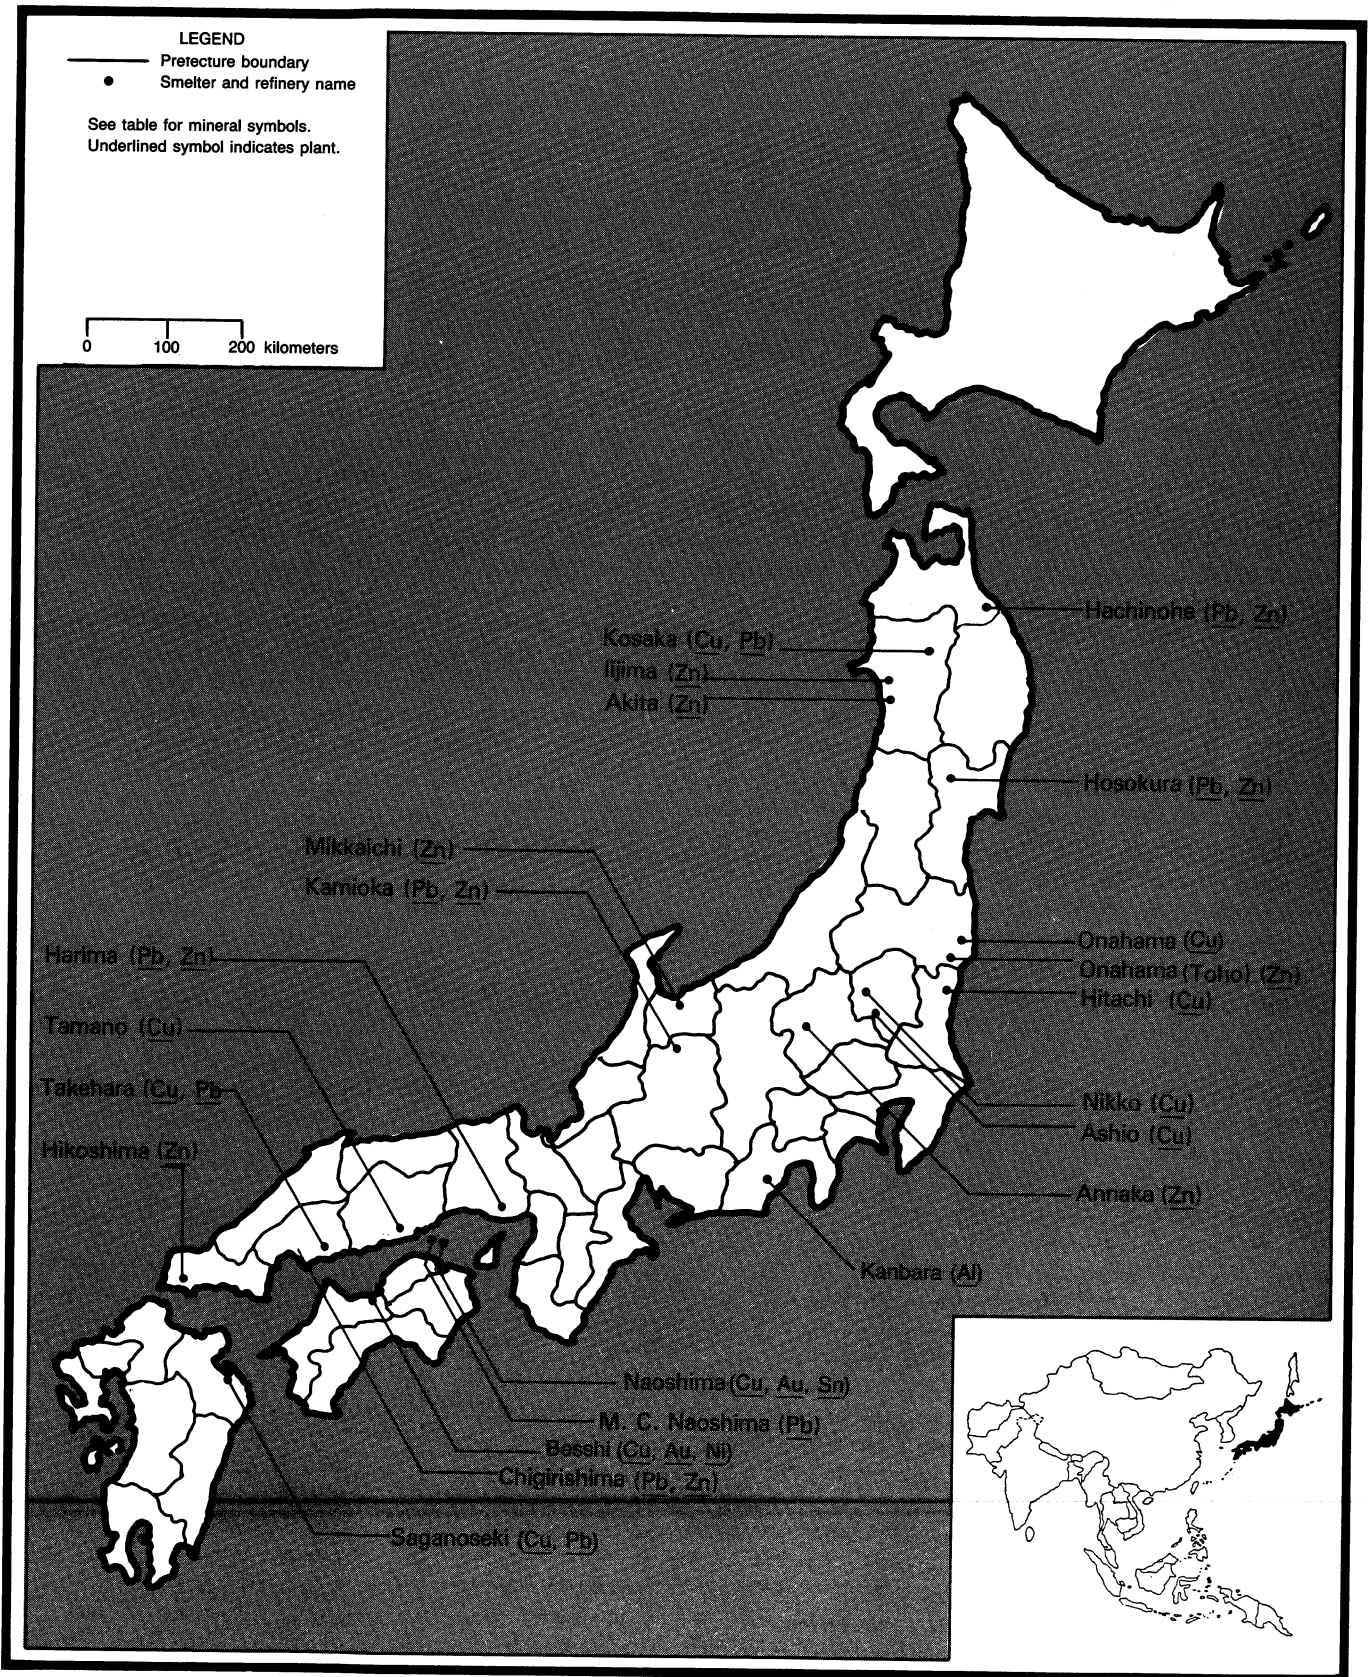 LEGEND
Prefecture boundary
Smelter and refinery name
See table for mineral symbols.
Underlined symbol indicates plant.
0 100 200 kilometers
Hachinohe (Pb, Zn)
Kosaka (Cu, Pb)
Iijima (Zn)
Akita (Zn)
Hosokura (Pb, Zn)
Mikkaichi (Zn)
Kamioka (Pb, Zn)
Onahama (Cu)
Harima (Pb, Zn)
Onahama (Toho) (Zn)
Hitachi (Cu)
Tamano (Cu)
Takehara (Cu, Pb
Nikko (Cu)
Ashio (Cu)
Hikoshima (Zn)
Annaka (Zn)
Kanbara (Al)
Naoshima (Cu, Au, Sn)
M. C. Naoshima (Pb)
Besshi (Cu, Au, Ni)
Chigirishima (Pb, Zn)
Saganoseki (Cu, Pb)